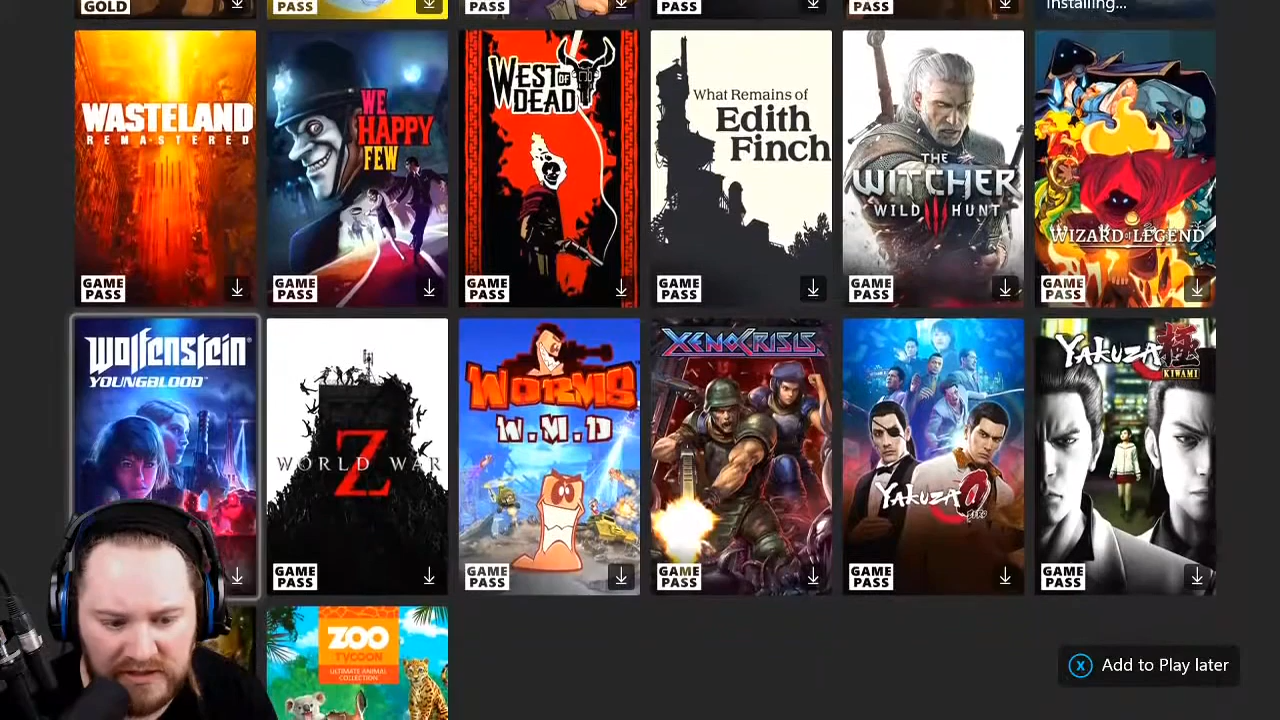 GOLD
PASS
PASS
PASS
PASS
Installing...
WASTELAND
REMASTERED
GAME
PASS
WE
HAPPY
FEW
GAME
PASS
WEST OF
DEAD
GAME
PASS
What Remains of
Edith
Finch
GAME
PASS
THE
WITCHER
III
WILD HUNT
GAME
PASS
WIZARD of LEGEND
GAME
PASS
Wolfenstein
YOUNGBLOOD
WORLD WAR
Z
GAME
PASS
WORMS
W.M.D
GAME
PASS
XENOCRISIS
GAME
PASS
YAKUZA 0
ZERO
GAME
PASS
YAKUZA 極
KIWAMI
GAME
PASS
ZOO
TYCOON
ULTIMATE ANIMAL
COLLECTION
X Add to Play later